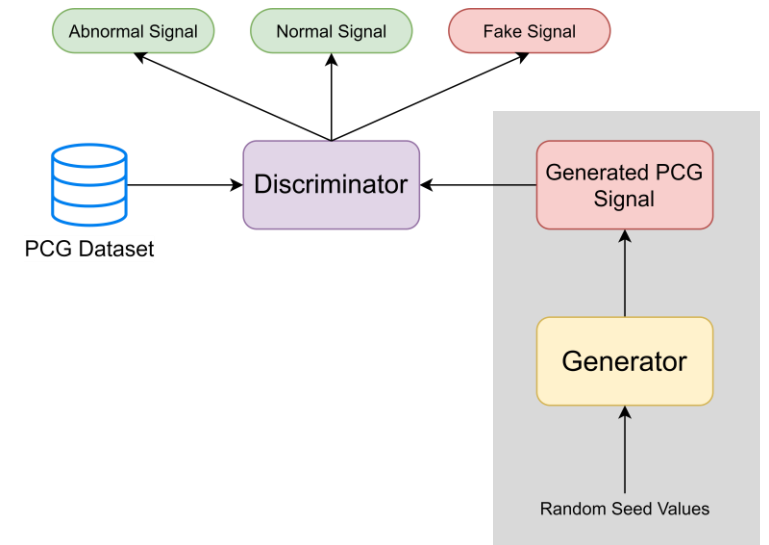 Abnormal Signal
Normal Signal
Fake Signal
Discriminator
Generated PCG
Signal
PCG Dataset
Generator
Random Seed Values